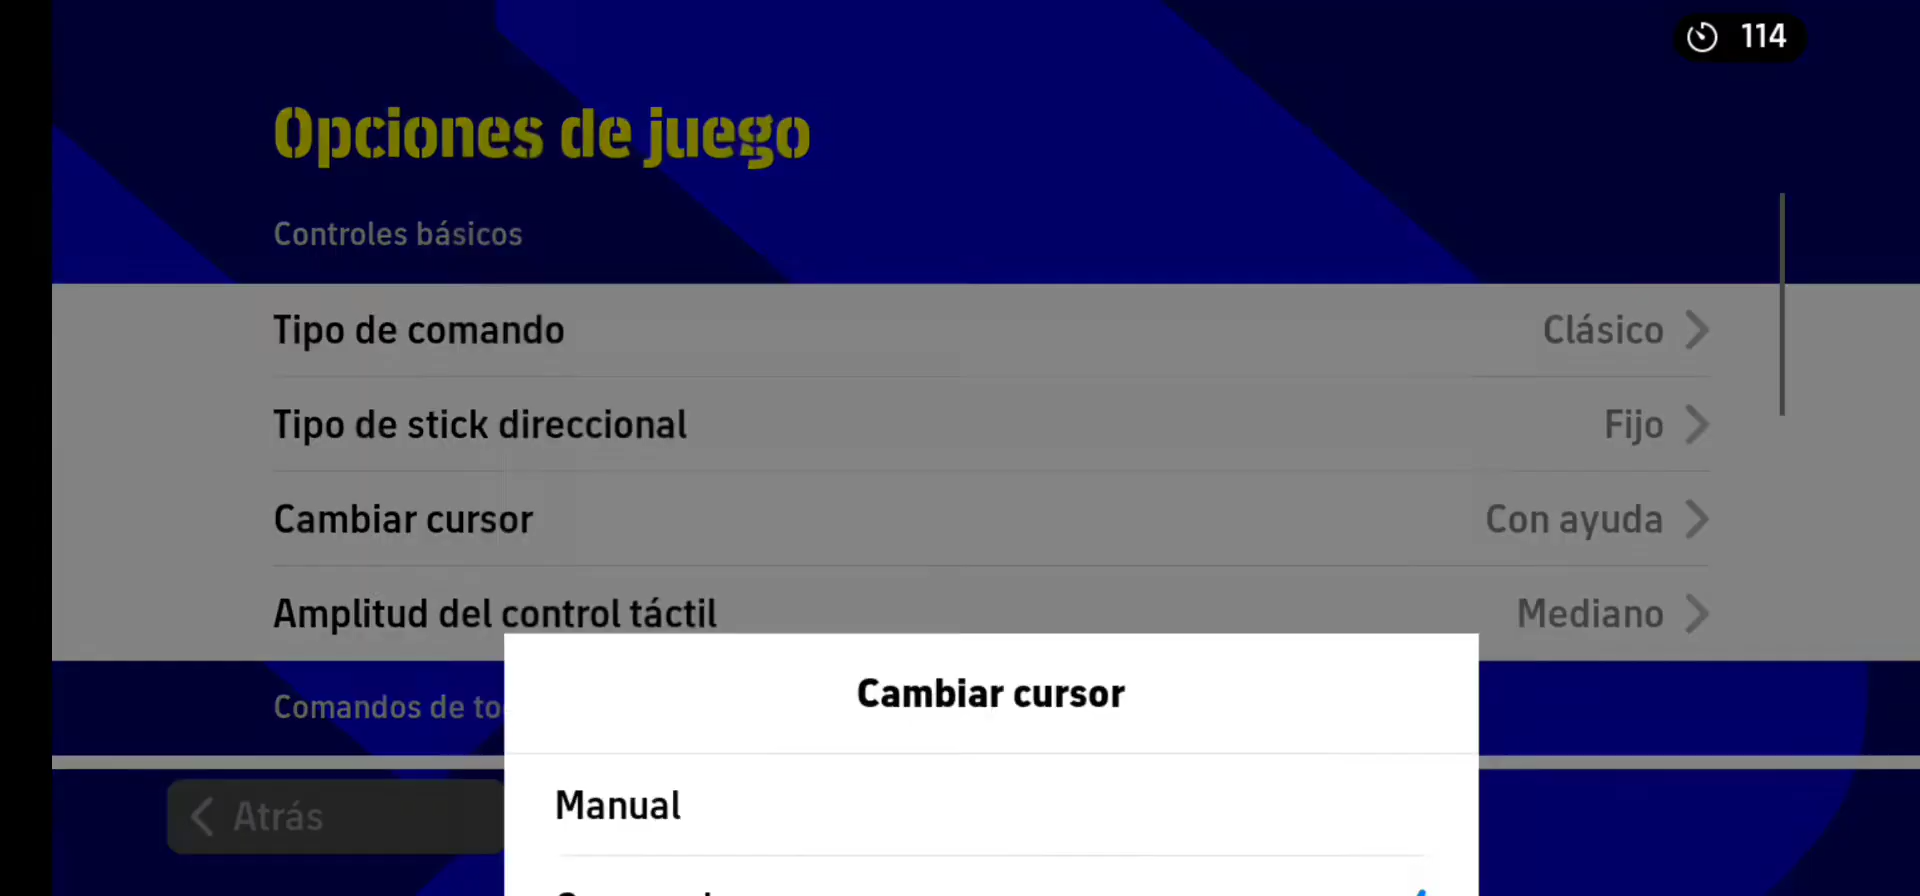 114
Opciones de juego
Controles básicos
Tipo de comando Clásico
Tipo de stick direccional Fijo
Cambiar cursor Con ayuda
Amplitud del control táctil Mediano
Comandos de to
Cambiar cursor
Atrás
Manual